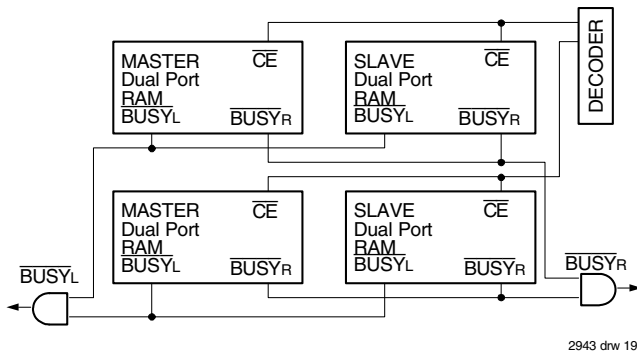 MASTER
Dual Port
RAM
BUSYL
CE
BUSYR
SLAVE
Dual Port
RAM
BUSYL
CE
BUSYR
DECODER
MASTER
Dual Port
RAM
BUSYL
CE
BUSYR
SLAVE
Dual Port
RAM
BUSYL
CE
BUSYR
BUSYL
BUSYR
2943 drw 19